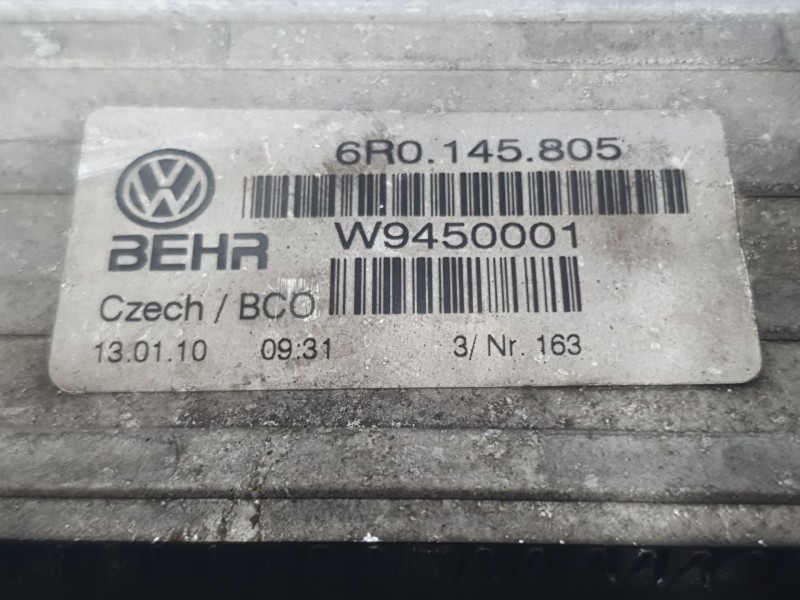 6R0.145.805
W9450001
BEHR
Czech / BCO
13.01.10 09:31 3/ Nr. 163